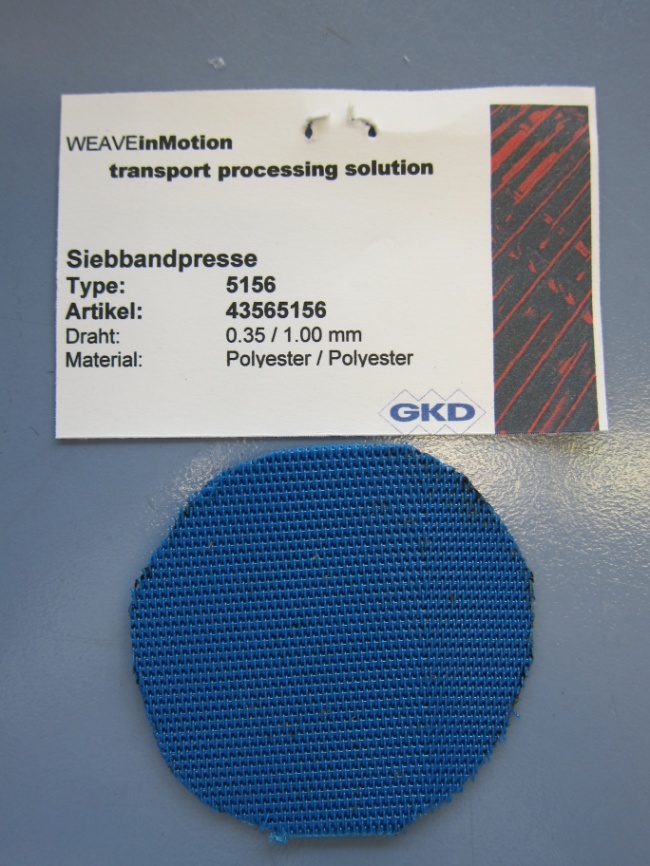 WEAVEinMotion
transport processing solution
Siebbandpresse
Type: 5156
Artikel: 43565156
Draht: 0.35 / 1.00 mm
Material: Polyester / Polyester
GKD